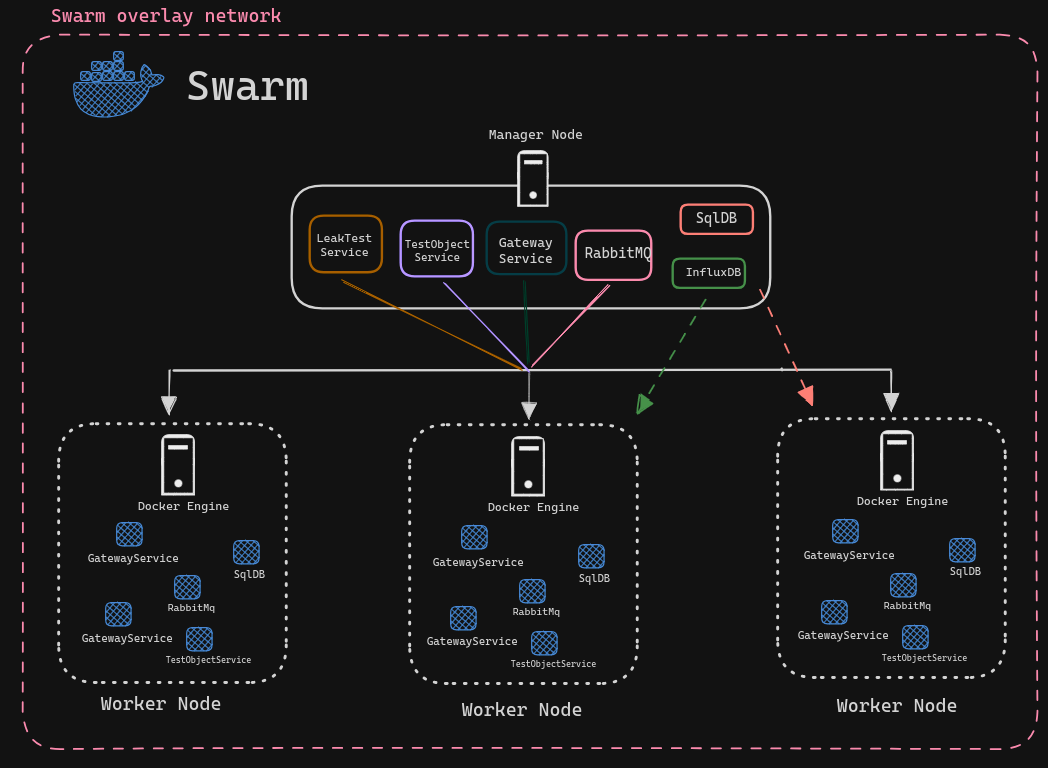 Swarm overlay network
Swarm
Manager Node
LeakTest
Service
TestObject
Service
Gateway
Service
RabbitMQ
SqlDB
InfluxDB
Docker Engine
GatewayService
SqlDB
RabbitMq
GatewayService
TestObjectService
Worker Node
Docker Engine
GatewayService
SqlDB
RabbitMq
GatewayService
TestObjectService
Worker Node
Docker Engine
GatewayService
SqlDB
RabbitMq
GatewayService
TestObjectService
Worker Node